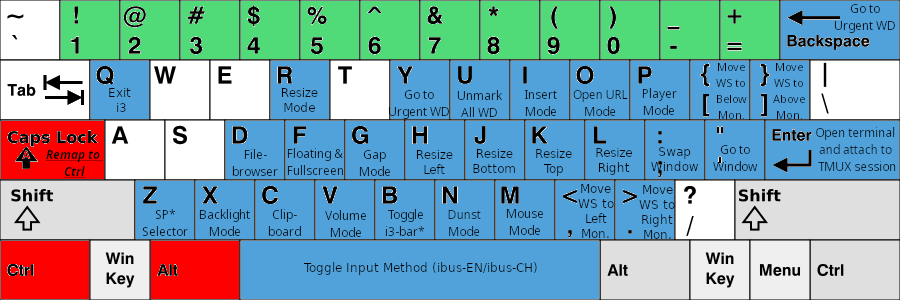 ~ `
! 1
@ 2
# 3
$ 4
% 5
^ 6
& 7
* 8
( 9
) 0
_ -
+ =
Go to Urgent WD
Backspace
Tab
Q Exit i3
W
E
R Resize Mode
T
Y Go to Urgent WD
U Unmark All WD
I Insert Mode
O Open URL Mode
P Player Mode
{ [ Move WS to Below Mon.
} ] Move WS to Above Mon.
| \
Caps Lock
Remap to Ctrl
A
S
D File-browser
F Floating & Fullscreen
G Gap Mode
H Resize Left
J Resize Bottom
K Resize Top
L Resize Right
: ; Swap Window
" ' Go to Window
Enter
Open terminal and attach to TMUX session
Shift
Z SP* Selector
X Backlight Mode
C Clip-board
V Volume Mode
B Toggle i3-bar*
N Dunst Mode
M Mouse Mode
< , Move WS to Left Mon.
> . Move WS to Right Mon.
? /
Shift
Ctrl
Win Key
Alt
Toggle Input Method (ibus-EN/ibus-CH)
Alt
Win Key
Menu
Ctrl